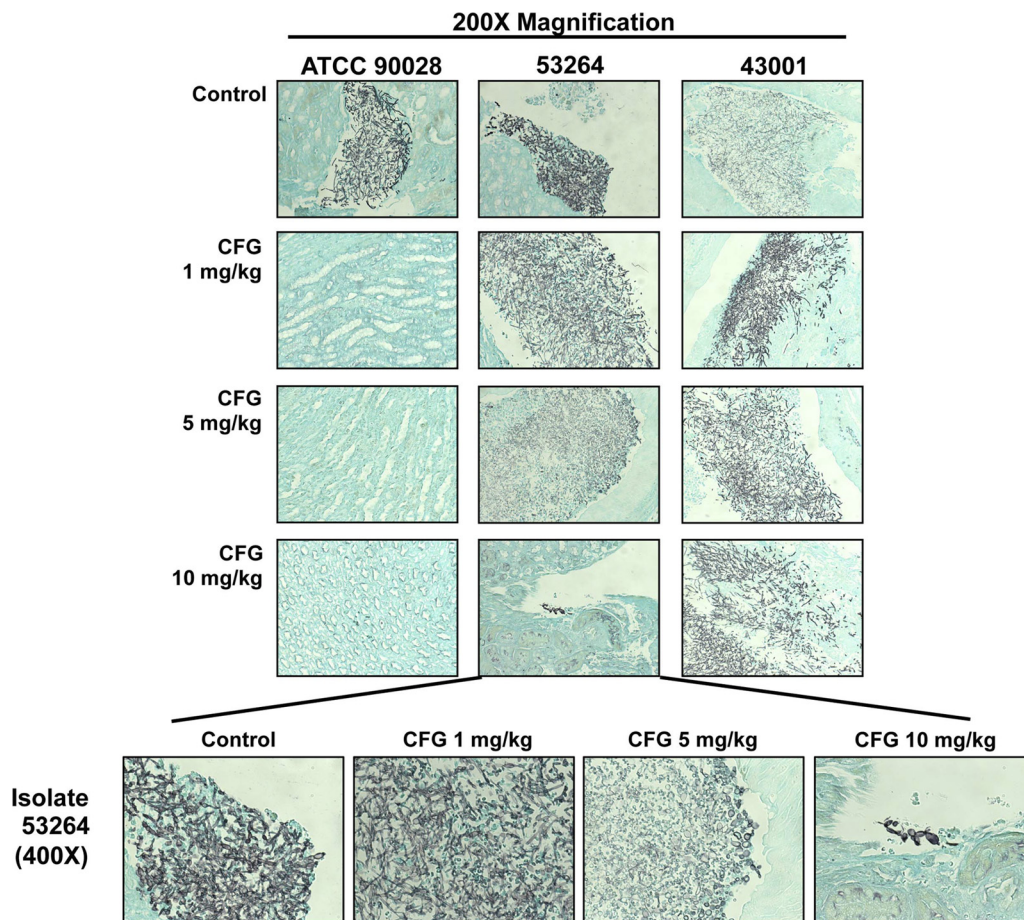 200X Magnification
ATCC 90028 53264 43001
Control
CFG
1 mg/kg
CFG
5 mg/kg
CFG
10 mg/kg
Control CFG 1 mg/kg CFG 5 mg/kg CFG 10 mg/kg
Isolate
53264
(400X)